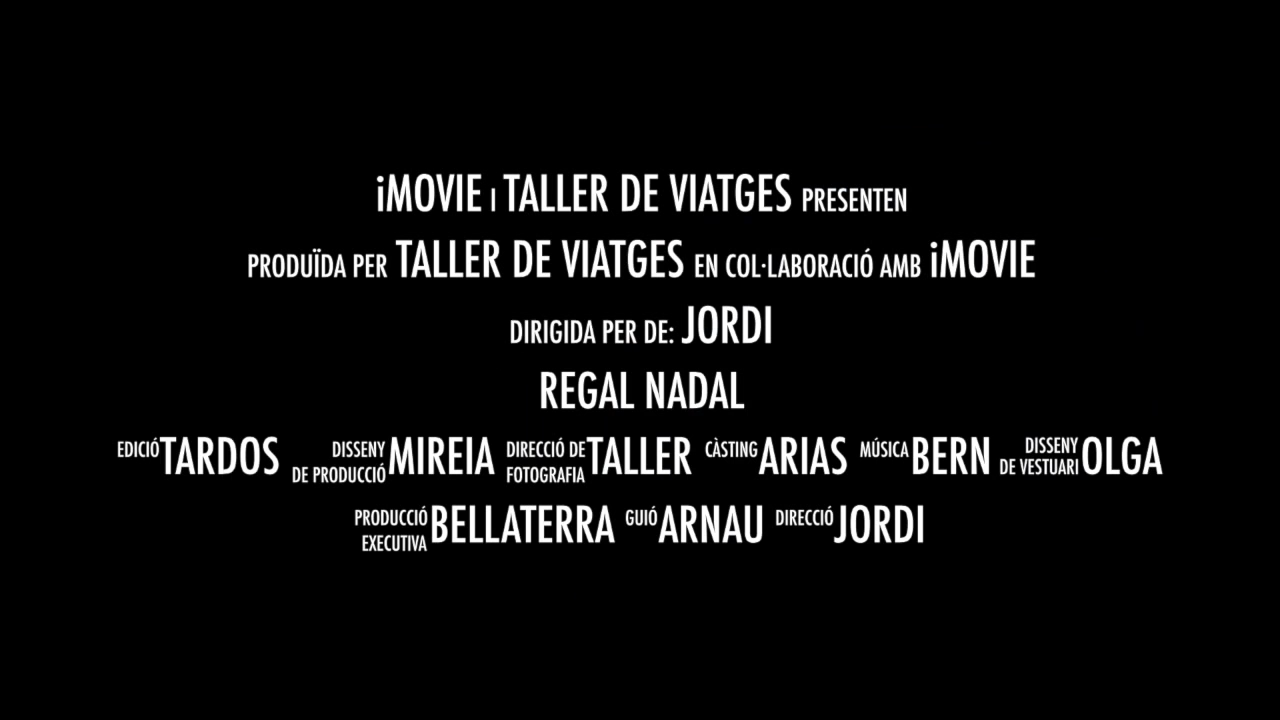 iMOVIE I TALLER DE VIATGES PRESENTEN
PRODUÏDA PER TALLER DE VIATGES EN COL·LABORACIÓ AMB iMOVIE
DIRIGIDA PER DE: JORDI
REGAL NADAL
EDICIÓ TARDOS DISSENY DE PRODUCCIÓ MIREIA DIRECCIÓ DE FOTOGRAFIA TALLER CÀSTING ARIAS MÚSICA BERN DISSENY DE VESTUARI OLGA
PRODUCCIÓ EXECUTIVA BELLATERRA GUIÓ ARNAU DIRECCIÓ JORDI